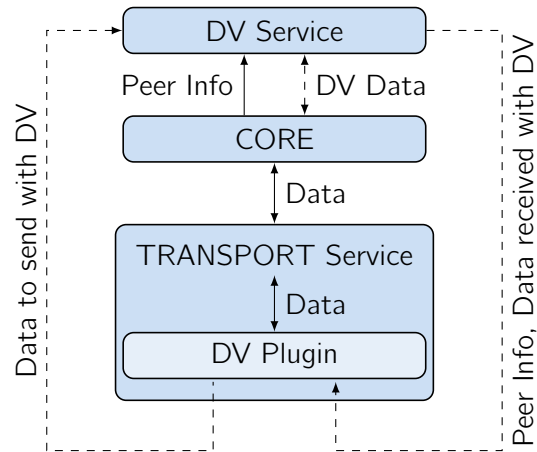 DV Service
Peer Info
DV Data
CORE
Data
TRANSPORT Service
Data
DV Plugin
Data to send with DV
Peer Info, Data received with DV